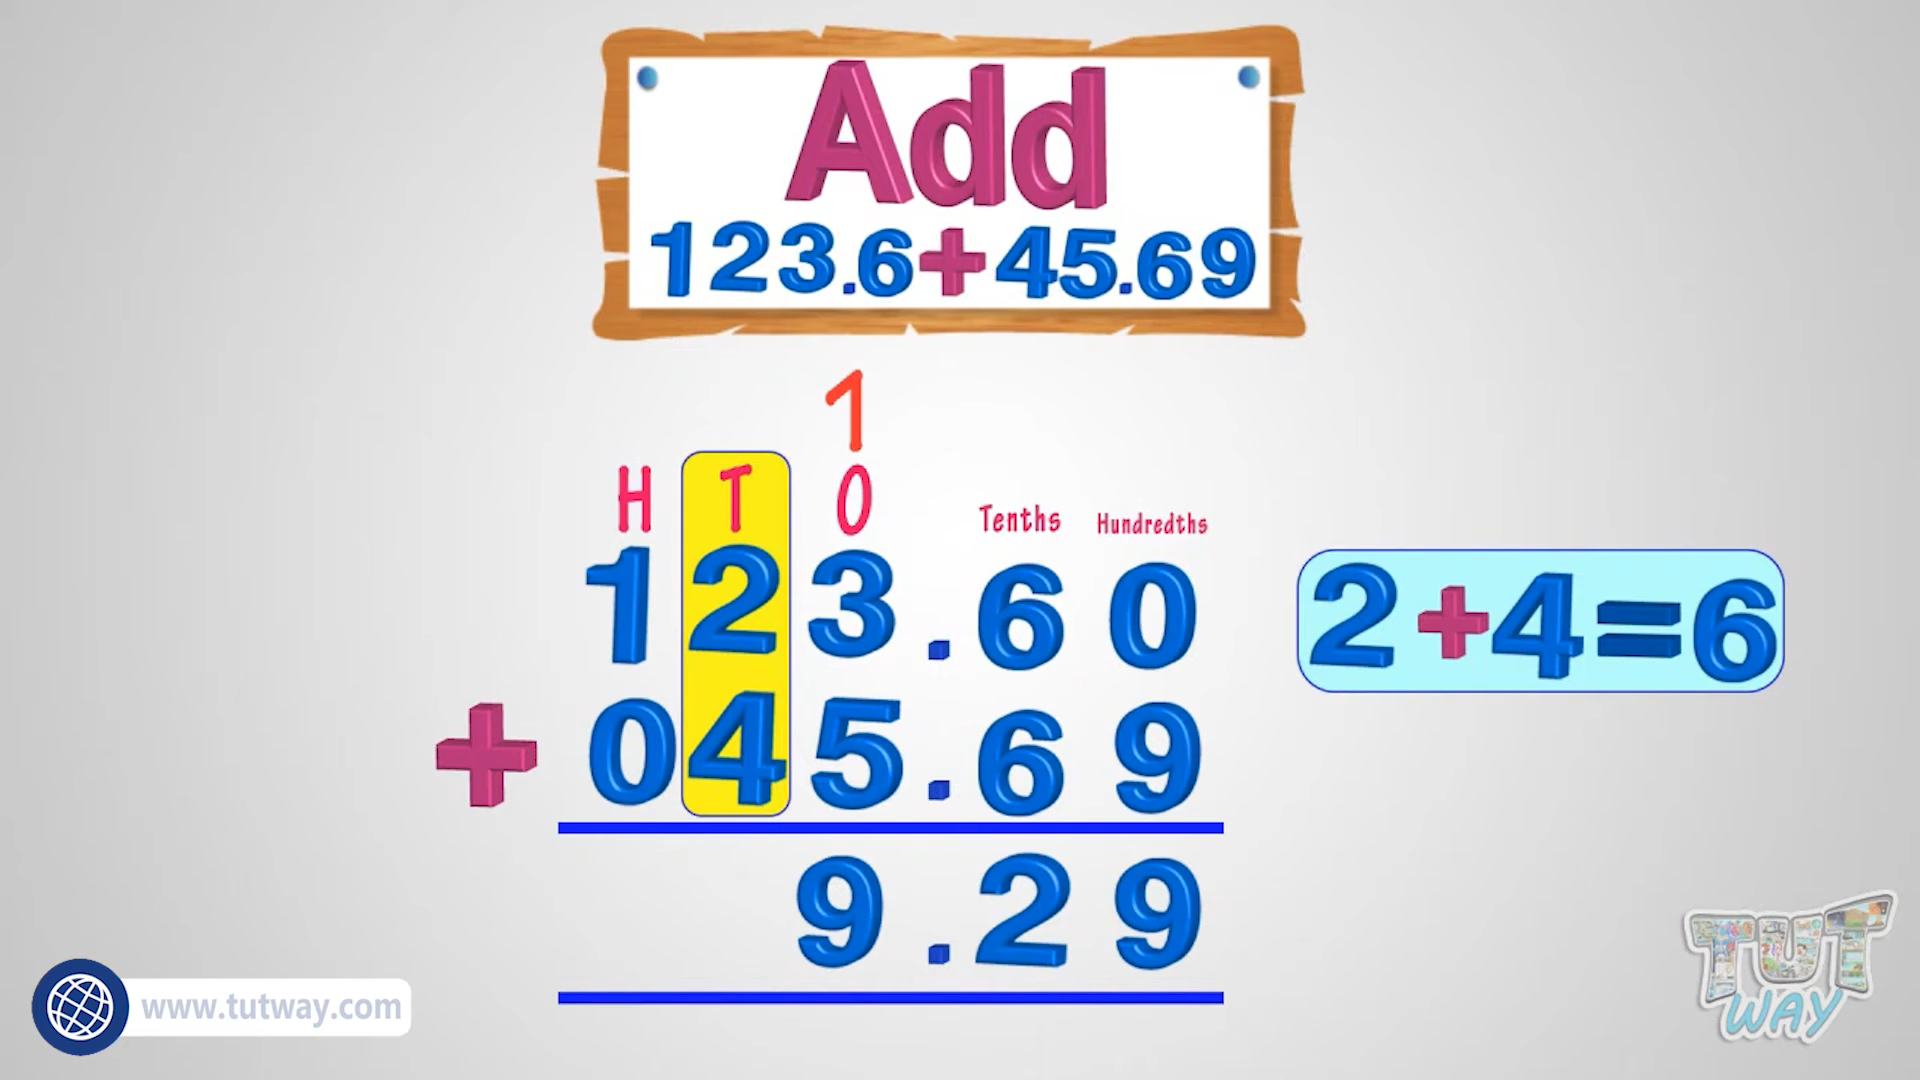 Add
123.6+45.69
1
H T O Tenths Hundredths
123.60
2+4=6
+ 045.69
9.29
www.tutway.com
TUT
WAY